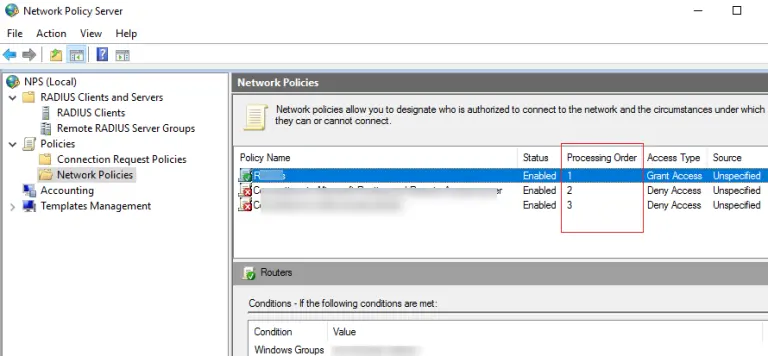 Network Policy Server
File Action View Help
NPS (Local)
RADIUS Clients and Servers
RADIUS Clients
Remote RADIUS Server Groups
Policies
Connection Request Policies
Network Policies
Accounting
Templates Management
Network Policies
Network policies allow you to designate who is authorized to connect to the network and the circumstances under which
they can or cannot connect.
Policy Name Status Processing Order Access Type Source
Enabled 1 Grant Access Unspecified
Enabled 2 Deny Access Unspecified
Enabled 3 Deny Access Unspecified
Routers
Conditions - If the following conditions are met:
Condition Value
Windows Groups